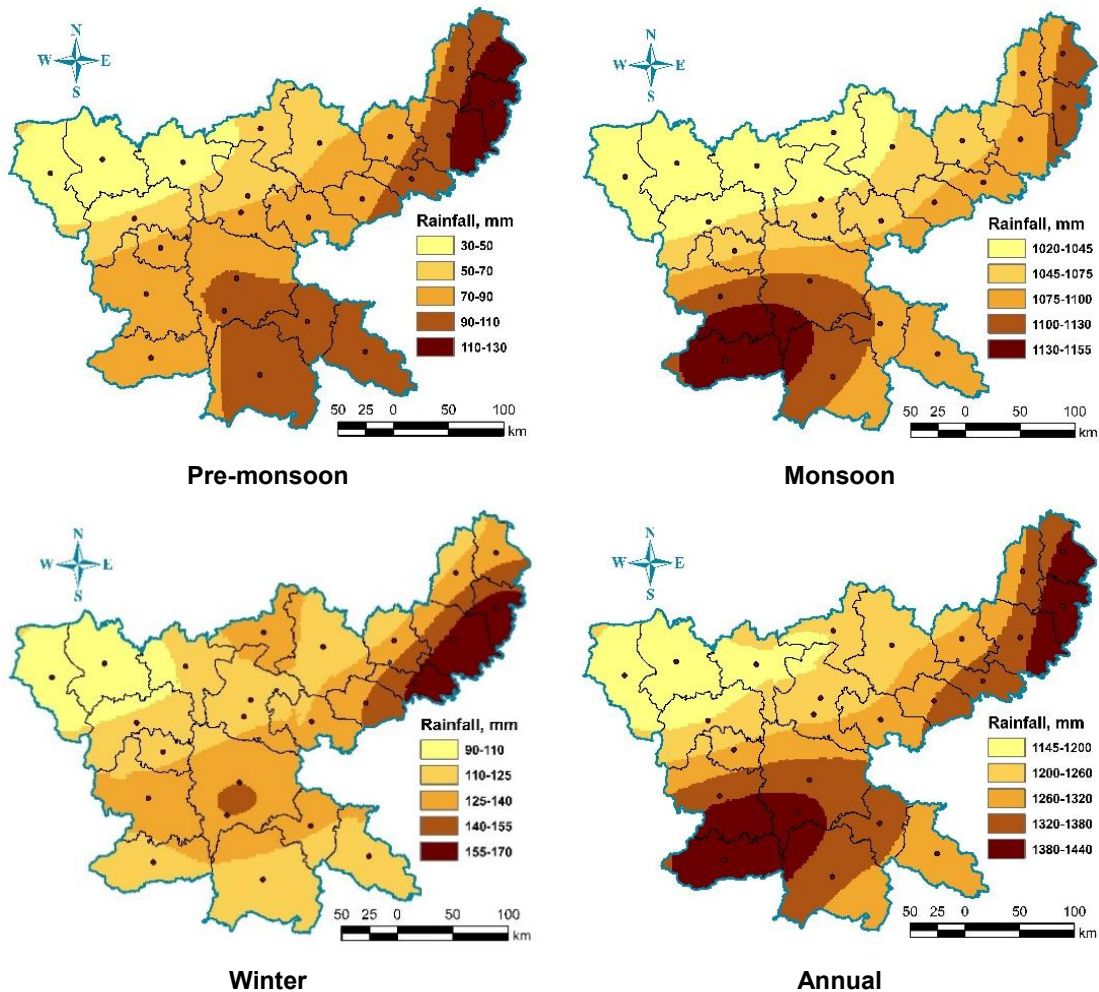 N
W E
S
Rainfall, mm
30-50
50-70
70-90
90-110
110-130
50 25 0 50 100
km
Pre-monsoon
N
W E
S
Rainfall, mm
1020-1045
1045-1075
1075-1100
1100-1130
1130-1155
50 25 0 50 100
km
Monsoon
N
W E
S
Rainfall, mm
90-110
110-125
125-140
140-155
155-170
50 25 0 50 100
km
Winter
N
W E
S
Rainfall, mm
1145-1200
1200-1260
1260-1320
1320-1380
1380-1440
50 25 0 50 100
km
Annual